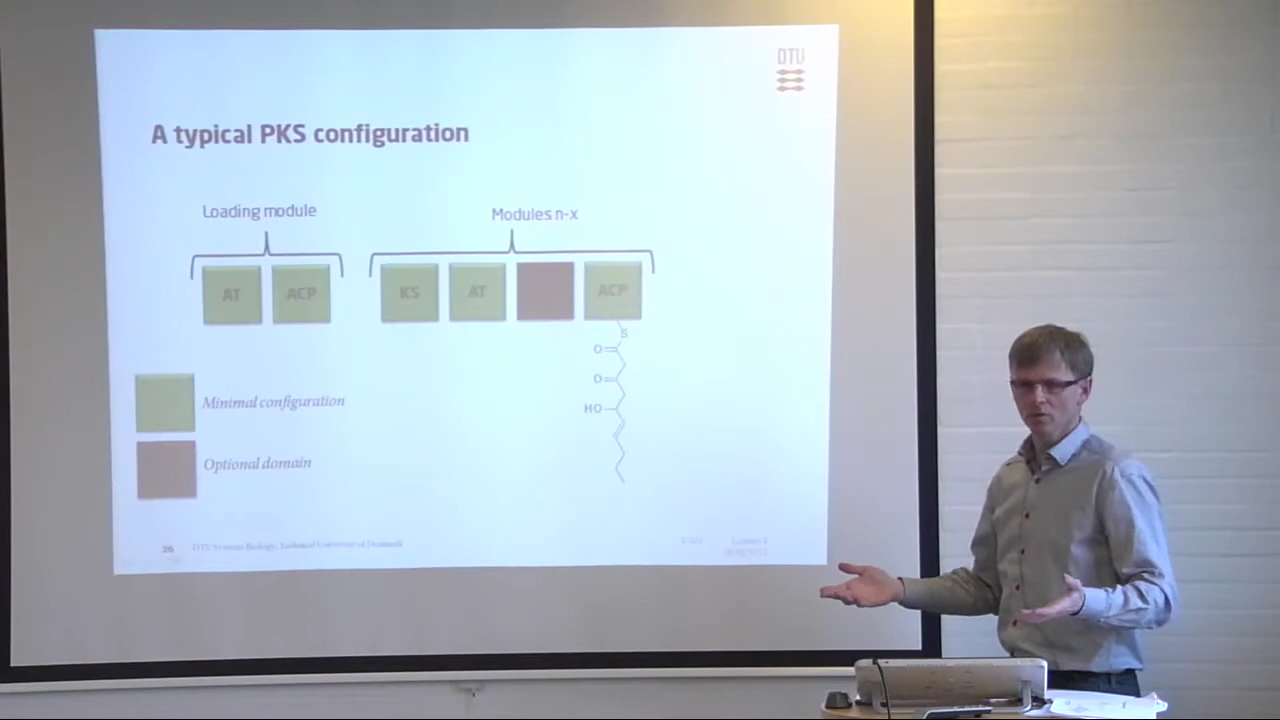 DTU
A typical PKS configuration
Loading module
Modules n-x
AT ACP KS AT ACP
S
O
O
HO
Minimal configuration
Optional domain
26 DTU Systems Biology, Technical University of Denmark